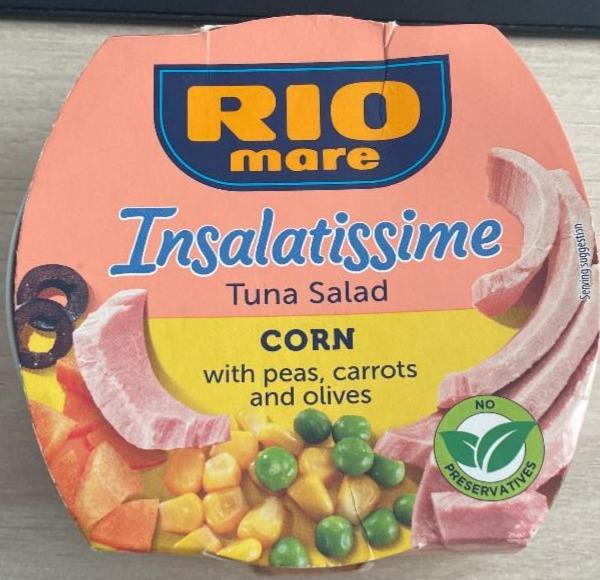 RIO
mare
Insalatissime
Tuna Salad
CORN
with peas, carrots
and olives
Serving suggestion
NO
PRESERVATIVES